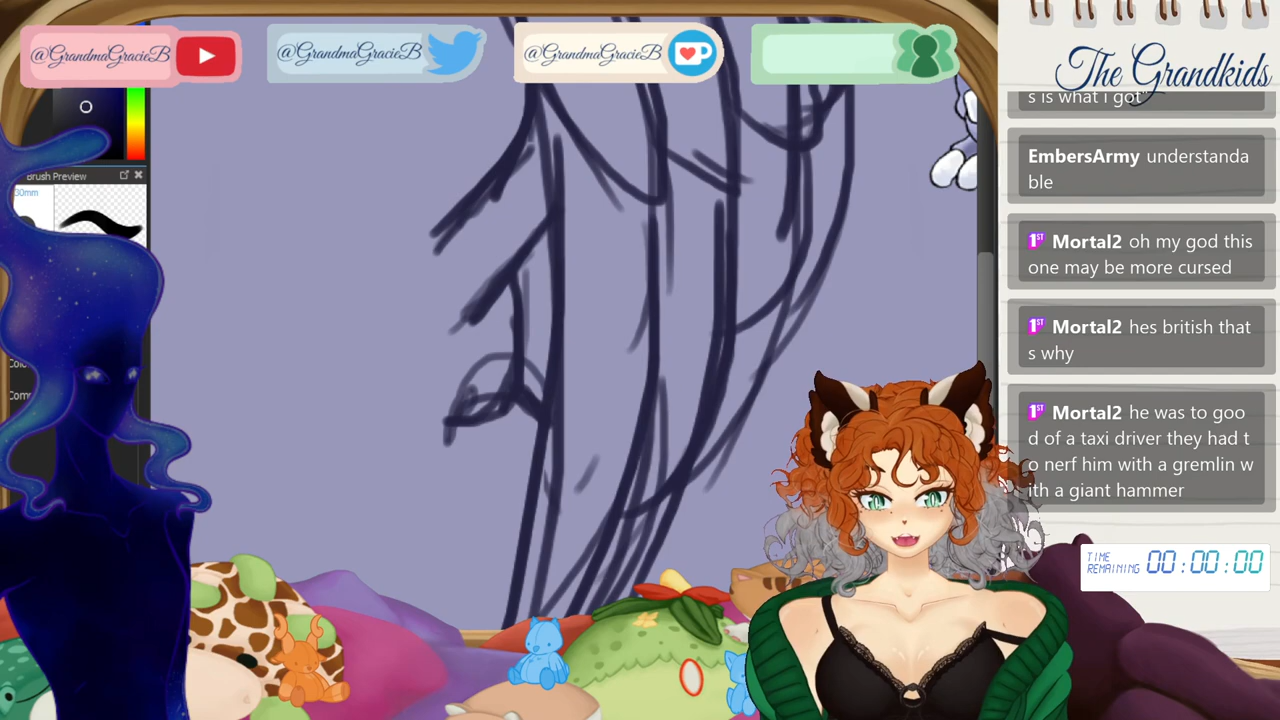 @GrandmaGracieB
@GrandmaGracieB
@GrandmaGracieB
The Grandkids
s is what i got"
Brush Preview
30mm
EmbersArmy understanda
ble
1ST Mortal2 oh my god this
one may be more cursed
1ST Mortal2 hes british that
s why
1ST Mortal2 he was to goo
d of a taxi driver they had t
o nerf him with a gremlin w
ith a giant hammer
TIME
REMAINING 00:00:00